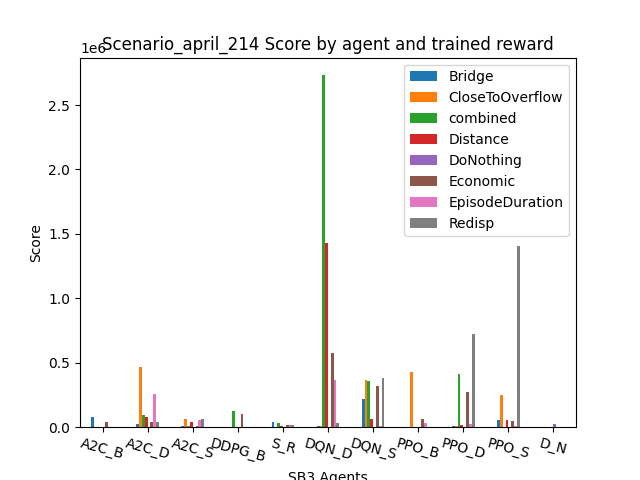 Scenario_april_214 Score by agent and trained reward
1e6
Bridge
CloseToOverflow
combined
Distance
DoNothing
Economic
EpisodeDuration
Redisp
2.5
2.0
1.5
1.0
0.5
0.0
Score
A2C_B A2C_D A2C_S DDPG_B S_R DQN_D DQN_S PPO_B PPO_D PPO_S D_N
SB3 Agents